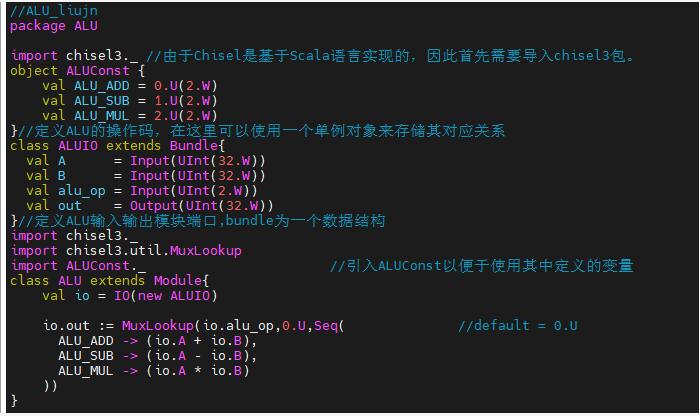 //ALU_liujn
package ALU
import chisel3._ //由于Chisel是基于Scala语言实现的，因此首先需要导入chisel3包。
object ALUConst {
    val ALU_ADD = 0.U(2.W)
    val ALU_SUB = 1.U(2.W)
    val ALU_MUL = 2.U(2.W)
}//定义ALU的操作码，在这里可以使用一个单例对象来存储其对应关系
class ALUIO extends Bundle{
  val A      = Input(UInt(32.W))
  val B      = Input(UInt(32.W))
  val alu_op = Input(UInt(2.W))
  val out    = Output(UInt(32.W))
}//定义ALU输入输出模块端口,bundle为一个数据结构
import chisel3._
import chisel3.util.MuxLookup
import ALUConst._                       //引入ALUConst以便于使用其中定义的变量
class ALU extends Module{
    val io = IO(new ALUIO)
    io.out := MuxLookup(io.alu_op,0.U,Seq(              //default = 0.U
      ALU_ADD -> (io.A + io.B),
      ALU_SUB -> (io.A - io.B),
      ALU_MUL -> (io.A * io.B)
    ))
}